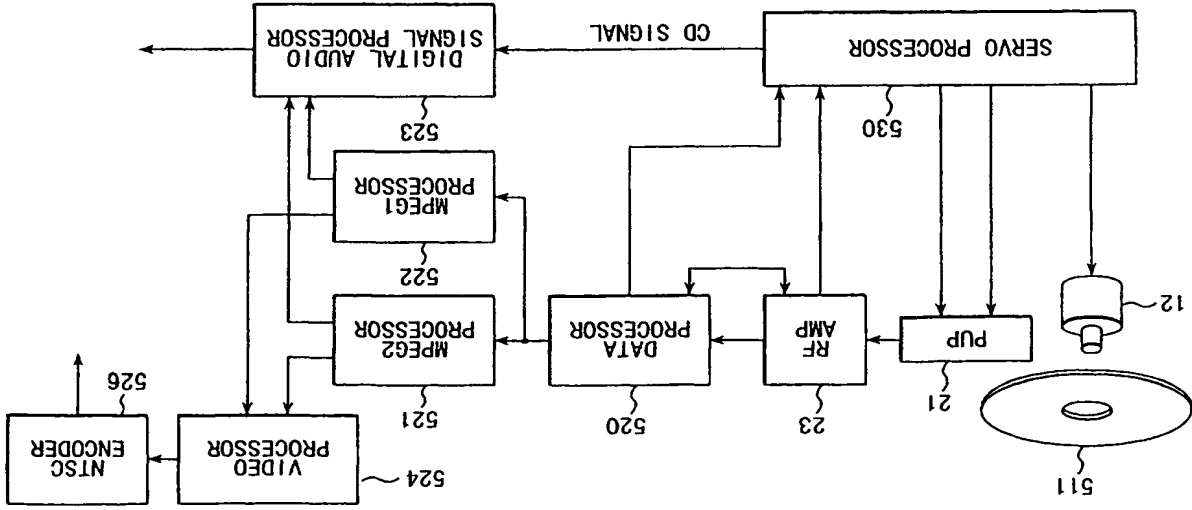 511
524
VIDEO
PROCESSOR
NTSC
ENCODER
526
21
PUP
23
RF
AMP
520
DATA
PROCESSOR
521
MPEG2
PROCESSOR
12
522
MPEG1
PROCESSOR
530
SERVO PROCESSOR
CD SIGNAL
523
DIGITAL AUDIO
SIGNAL PROCESSOR